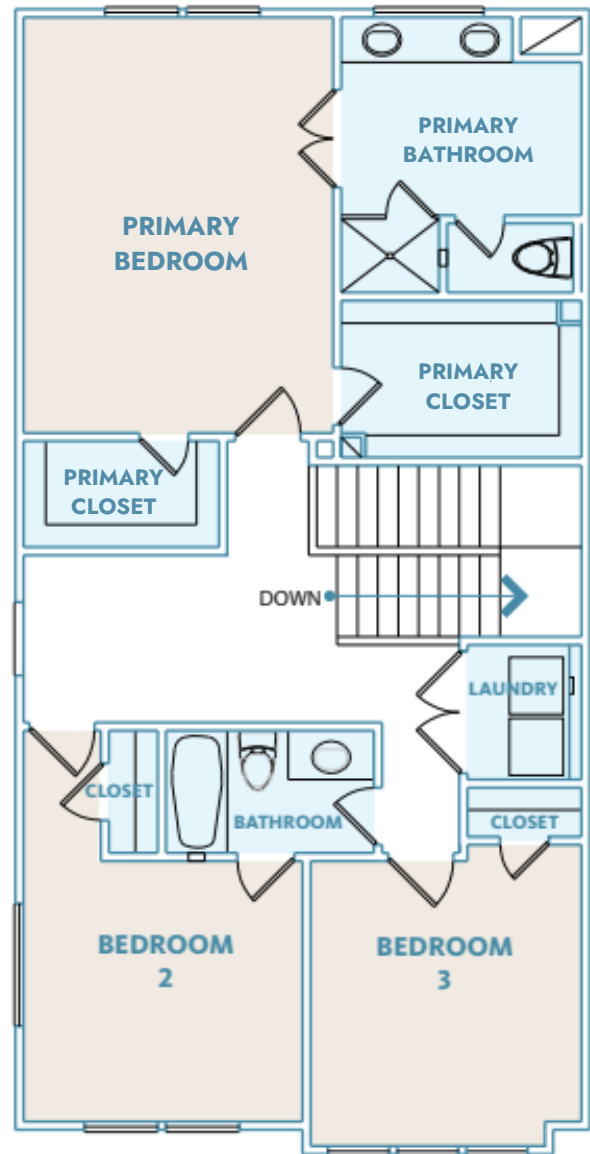 PRIMARY
BATHROOM
PRIMARY
BEDROOM
PRIMARY
CLOSET
PRIMARY
CLOSET
DOWN
LAUNDRY
CLOSET
BATHROOM
CLOSET
BEDROOM
2
BEDROOM
3